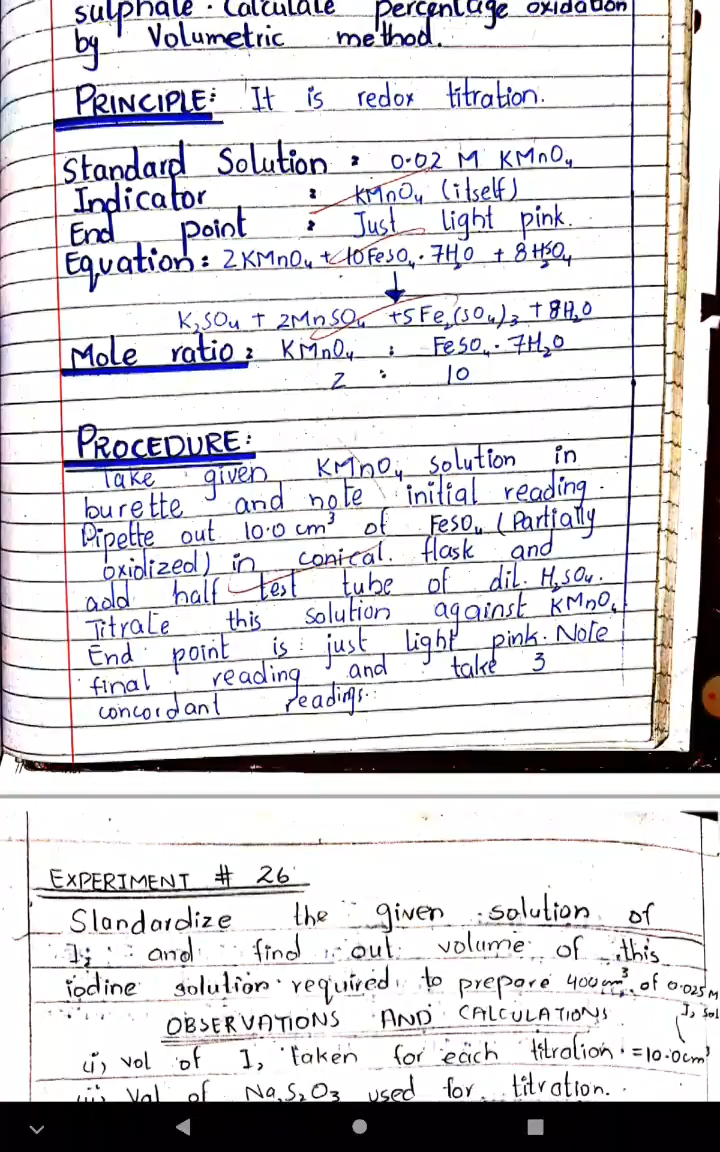 sulphate. Calculate percentage oxidation
by Volumetric method.
PRINCIPLE: It is redox titration.
Standard Solution : 0.02 M KMnO₄
Indicator : KMnO₄ (itself)
End point : Just light pink.
Equation: 2KMnO₄ + 10FeSO₄. 7H₂O + 8H₂SO₄
↓
K₂SO₄ + 2MnSO₄ + 5Fe₂(SO₄)₃ + 8H₂O
Mole ratio: KMnO₄ : FeSO₄. 7H₂O
2 : 10
PROCEDURE:
Take given KMnO₄ solution in
burette and note initial reading.
Pipette out 10.0 cm³ of FeSO₄ (Partially
oxidized) in conical flask and
add half test tube of dil. H₂SO₄.
Titrate this solution against KMnO₄
End point is just light pink. Note
final reading and take 3
concordant readings.
EXPERIMENT # 26
Standardize the given solution of
I₂ and find out volume of this
iodine solution required to prepare 400cm³ of 0.025M
I₂ sol
OBSERVATIONS AND CALCULATIONS
(i) vol of I₂ taken for each titration = 10.0cm³
(ii) Vol of Na₂S₂O₃ used for titration.